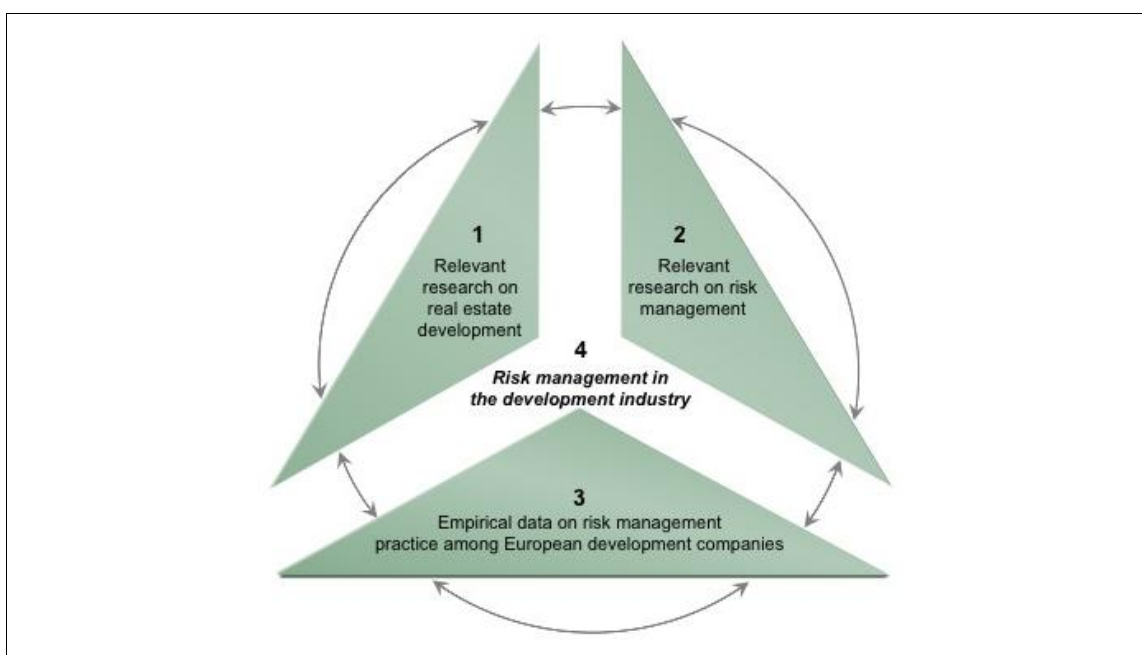 1
Relevant
research on
real estate
development
2
Relevant
research on risk
management
4
Risk management in
the development industry
3
Empirical data on risk management
practice among European development companies